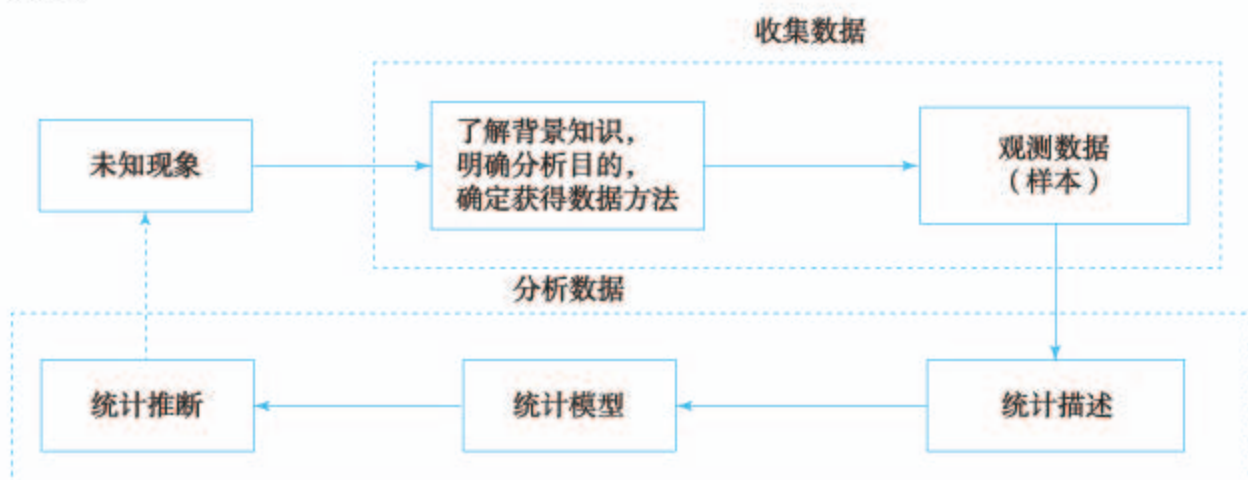 收集数据
未知现象
了解背景知识，
明确分析目的，
确定获得数据方法
观测数据
（样本）
分析数据
统计推断
统计模型
统计描述